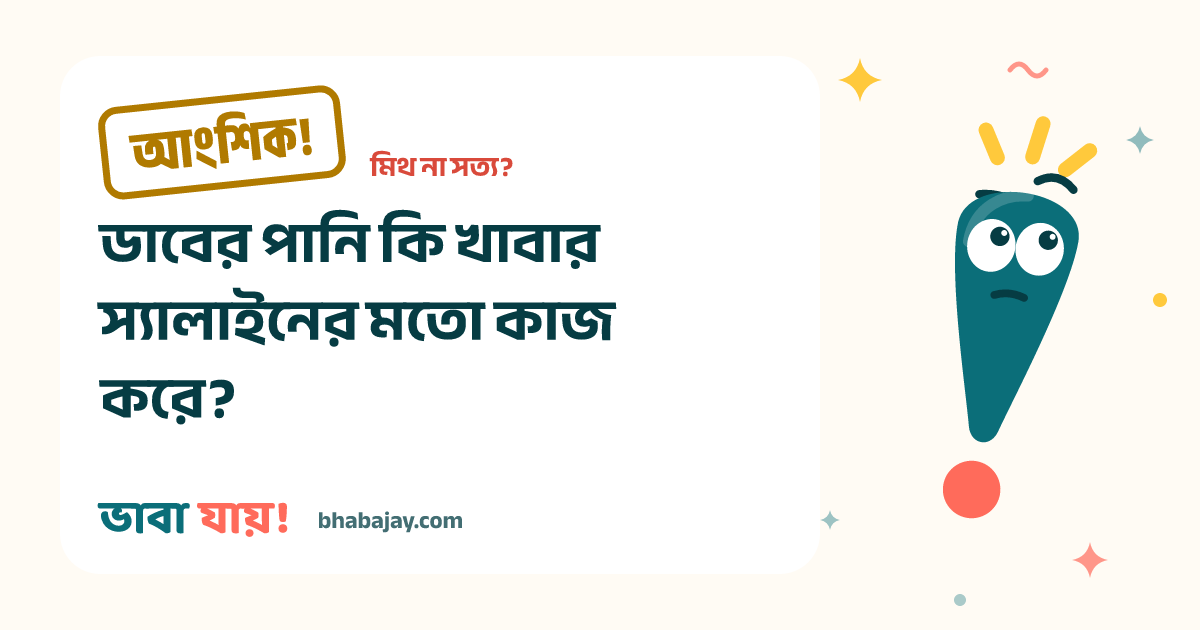 আংশিক!
মিথ না সত্য?
ডাবের পানি কি খাবার
স্যালাইনের মতো কাজ
করে?
ভাবা যায়!
bhabajay.com